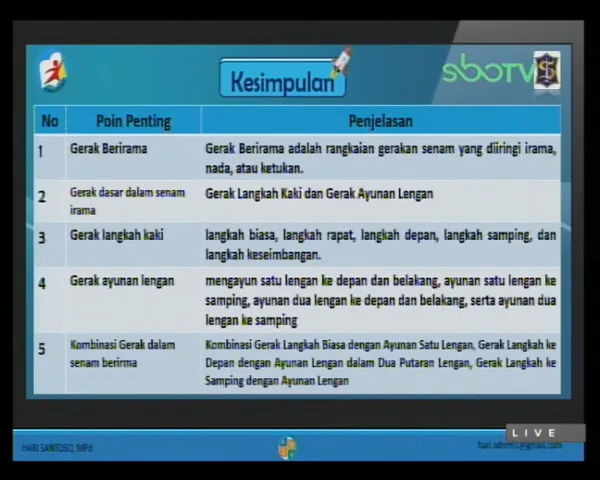 Kesimpulan
sboTV
No Poin Penting Penjelasan
1 Gerak Berirama Gerak Berirama adalah rangkaian gerakan senam yang diiringi irama,
nada, atau ketukan.
2 Gerak dasar dalam senam
irama
Gerak Langkah Kaki dan Gerak Ayunan Lengan
3 Gerak langkah kaki langkah biasa, langkah rapat, langkah depan, langkah samping, dan
langkah keseimbangan.
4 Gerak ayunan lengan mengayun satu lengan ke depan dan belakang, ayunan satu lengan ke
samping, ayunan dua lengan ke depan dan belakang, serta ayunan dua
lengan ke samping
5 Kombinasi Gerak dalam
senam berirma
Kombinasi Gerak Langkah Biasa dengan Ayunan Satu Lengan, Gerak Langkah ke
Depan dengan Ayunan Lengan dalam Dua Putaran Lengan, Gerak Langkah ke
Samping dengan Ayunan Lengan
LIVE
HARI SANTOSO, MPd